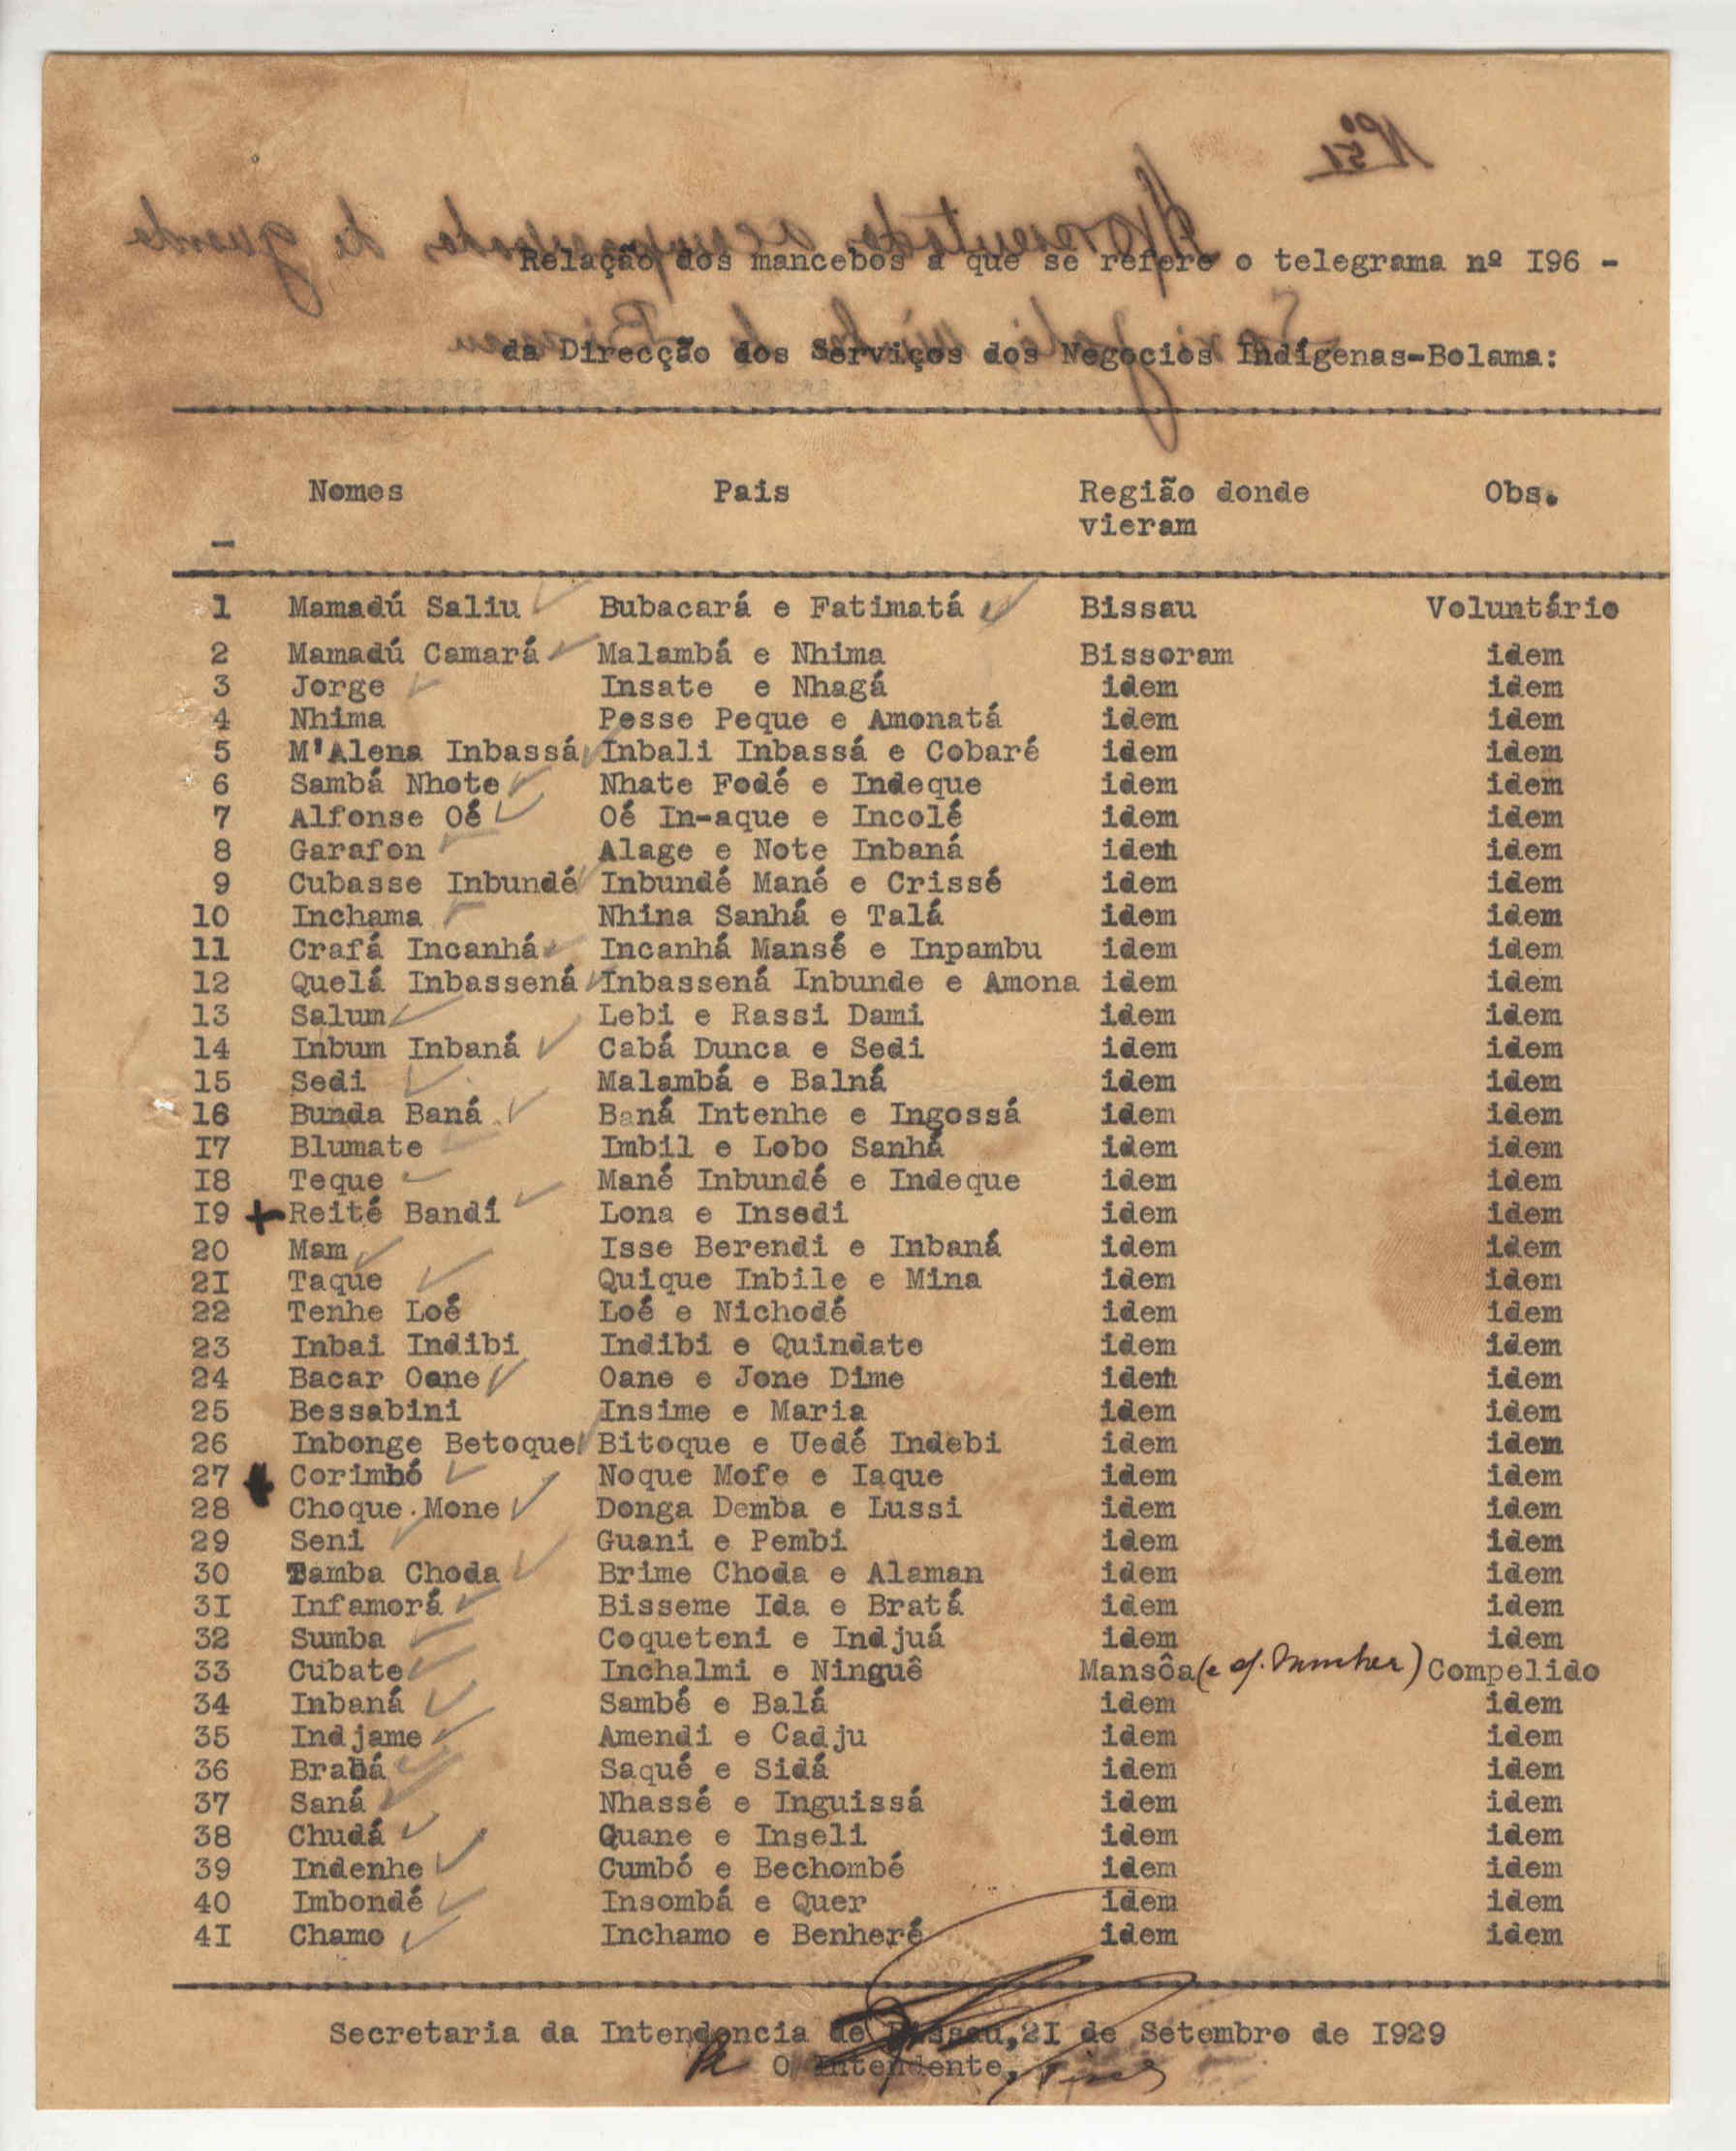 Relação dos mancebos a que se refere o telegrama nº I96 -
da Direcção dos Serviços dos Negocios Indígenas-Bolama:
Nomes Pais Região donde vieram Obs.
1 Mamadú Saliu Bubacará e Fatimatá Bissau Voluntário
2 Mamadú Camará Malambá e Nhima Bissoram idem
3 Jorge Insate e Nhagá idem idem
4 Nhima Pesse Peque e Amonatá idem idem
5 M'Alena Inbassá Inbali Inbassá e Cobaré idem idem
6 Sambá Nhote Nhate Fodé e Indeque idem idem
7 Alfonse Oé Oé In-aque e Incolé idem idem
8 Garafon Alage e Note Inbaná idem idem
9 Cubasse Inbundé Inbundé Mané e Crissé idem idem
10 Inchama Nhina Sanhá e Talá idem idem
11 Crafá Incanhá Incanhá Mansé e Inpambu idem idem
12 Quelá Inbassená Inbassená Inbunde e Amona idem idem
13 Salum Lebi e Rassi Dami idem idem
14 Inbum Inbaná Cabá Dunca e Sedi idem idem
15 Sedi Malambá e Balná idem idem
16 Bunda Baná Baná Intenhe e Ingossá idem idem
I7 Blumate Imbil e Lobo Sanhá idem idem
I8 Teque Mané Inbundé e Indeque idem idem
I9 + Reité Bandí Lona e Insedi idem idem
20 Mam Isse Berendi e Inbaná idem idem
2I Taque Quique Inbile e Mina idem idem
22 Tenhe Loé Loé e Nichodé idem idem
23 Inbai Indibi Indibi e Quindate idem idem
24 Bacar Oane Oane e Jone Dime idem idem
25 Bessabini Insime e Maria idem idem
26 Inbonge Betoque Bitoque e Uedé Indebi idem idem
27 Corimbó Noque Mofe e Iaque idem idem
28 Choque Mone Donga Demba e Lussi idem idem
29 Seni Guani e Pembi idem idem
30 Tamba Choda Brime Choda e Alaman idem idem
3I Infamorá Bisseme Ida e Bratá idem idem
32 Sumba Coqueteni e Indjuá idem idem
33 Cubate Inchalmi e Ninguê Mansôa Compelido
34 Inbaná Sambé e Balá idem idem
35 Indjame Amendi e Cadju idem idem
36 Brabá Saqué e Sidá idem idem
37 Saná Nhassé e Inguissá idem idem
38 Chudá Quane e Inseli idem idem
39 Indenhe Cumbó e Bechombé idem idem
40 Imbondé Insombá e Quer idem idem
4I Chamo Inchamo e Benheré idem idem
Secretaria da Intendencia de Bissau,2I de Setembro de I929
O Intendente,